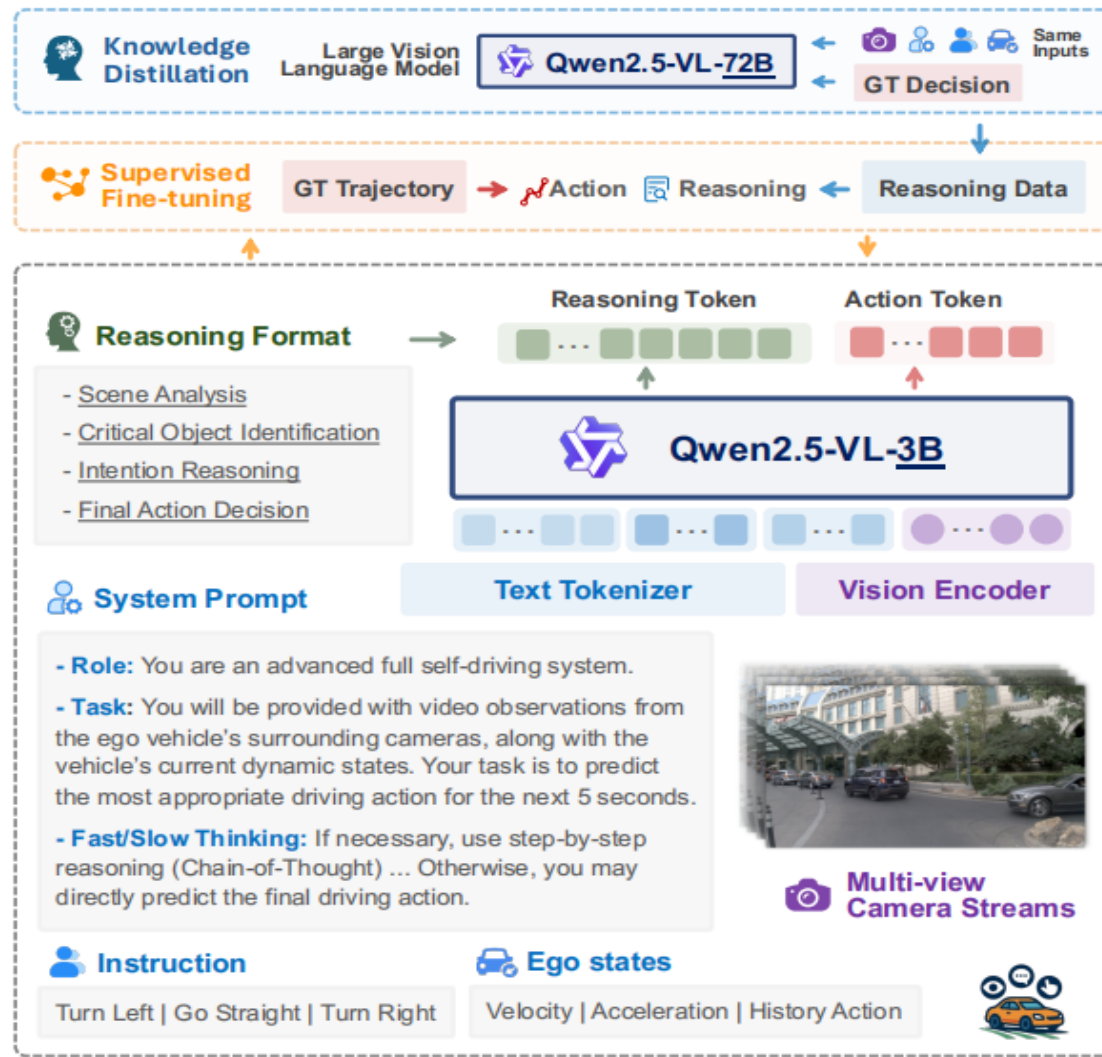 Knowledge
Distillation
Large Vision
Language Model
Qwen2.5-VL-72B
Same
Inputs
GT Decision
Supervised
Fine-tuning
GT Trajectory
Action
Reasoning
Reasoning Data
Reasoning Format
- Scene Analysis
- Critical Object Identification
- Intention Reasoning
- Final Action Decision
Reasoning Token
Action Token
...
...
Qwen2.5-VL-3B
...
...
...
...
Text Tokenizer
Vision Encoder
System Prompt
- Role: You are an advanced full self-driving system.
- Task: You will be provided with video observations from
the ego vehicle's surrounding cameras, along with the
vehicle's current dynamic states. Your task is to predict
the most appropriate driving action for the next 5 seconds.
- Fast/Slow Thinking: If necessary, use step-by-step
reasoning (Chain-of-Thought) ... Otherwise, you may
directly predict the final driving action.
Multi-view
Camera Streams
Instruction
Turn Left | Go Straight | Turn Right
Ego states
Velocity | Acceleration | History Action